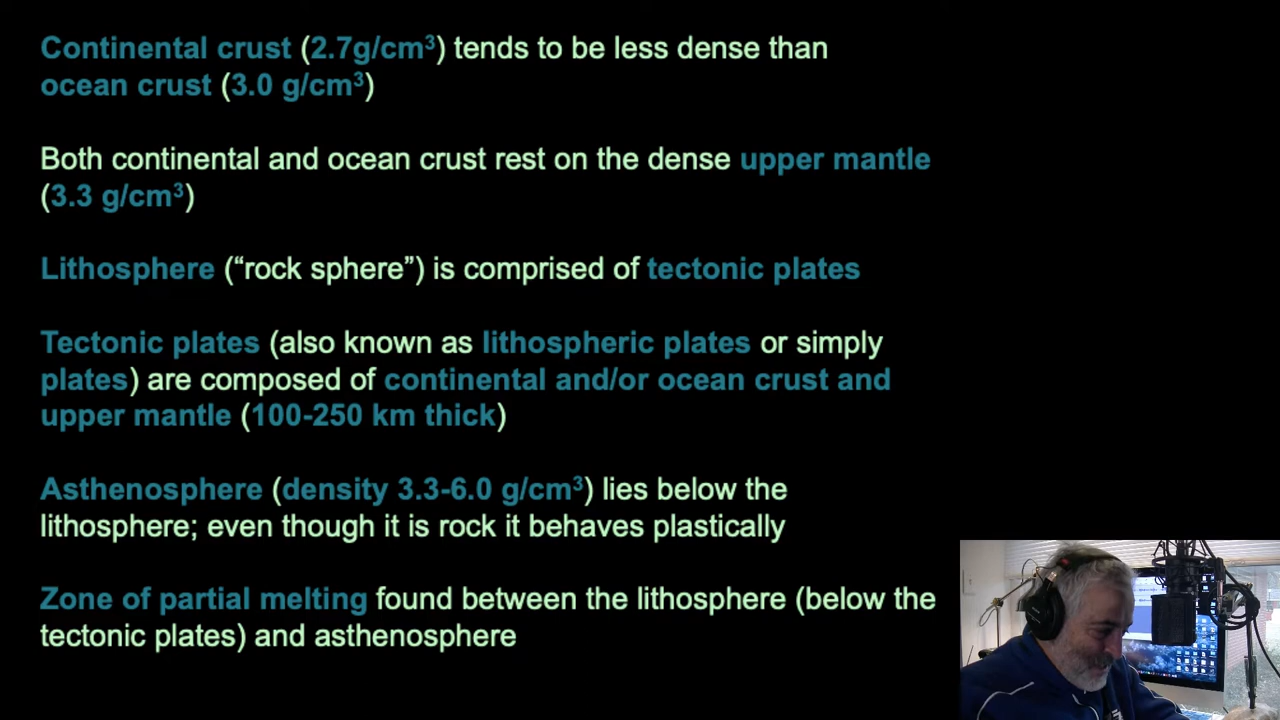 Continental crust (2.7g/cm³) tends to be less dense than
ocean crust (3.0 g/cm³)
Both continental and ocean crust rest on the dense upper mantle
(3.3 g/cm³)
Lithosphere (“rock sphere”) is comprised of tectonic plates
Tectonic plates (also known as lithospheric plates or simply
plates) are composed of continental and/or ocean crust and
upper mantle (100-250 km thick)
Asthenosphere (density 3.3-6.0 g/cm³) lies below the
lithosphere; even though it is rock it behaves plastically
Zone of partial melting found between the lithosphere (below the
tectonic plates) and asthenosphere